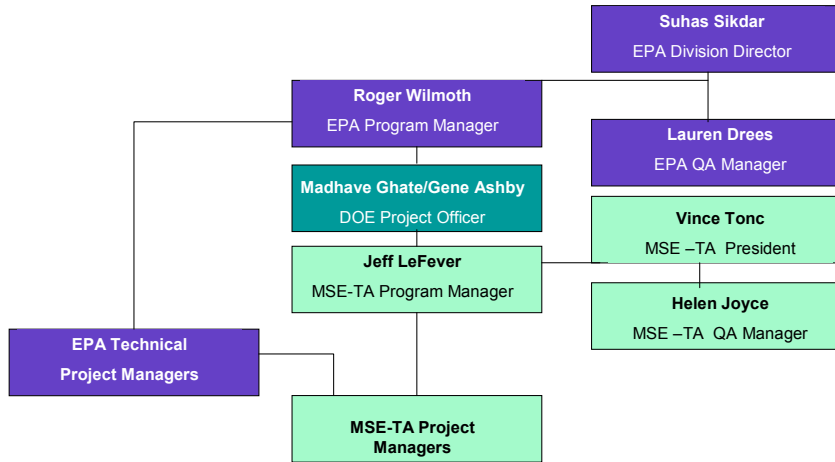 Suhas Sikdar
EPA Division Director
Roger Wilmoth
EPA Program Manager
Lauren Drees
EPA QA Manager
Madhave Ghate/Gene Ashby
DOE Project Officer
Vince Tonc
MSE –TA President
Jeff LeFever
MSE-TA Program Manager
Helen Joyce
MSE –TA QA Manager
EPA Technical
Project Managers
MSE-TA Project
Managers